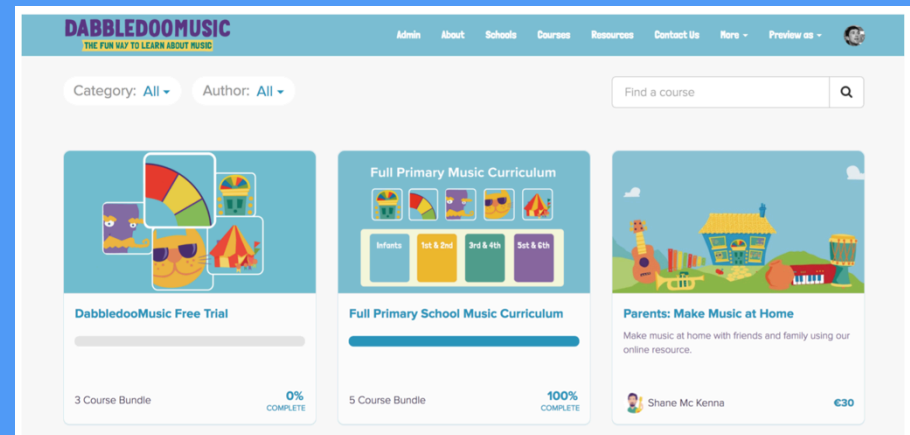 DABBLEDOOMUSIC
THE FUN WAY TO LEARN ABOUT MUSIC
Admin About Schools Courses Resources Contact Us More Preview as
Category: All Author: All
Find a course
Full Primary Music Curriculum
Infants 1st & 2nd 3rd & 4th 5st & 6th
DabbledooMusic Free Trial
Full Primary School Music Curriculum
Parents: Make Music at Home
Make music at home with friends and family using our
online resource.
3 Course Bundle 0%
COMPLETE
5 Course Bundle 100%
COMPLETE
Shane Mc Kenna €30